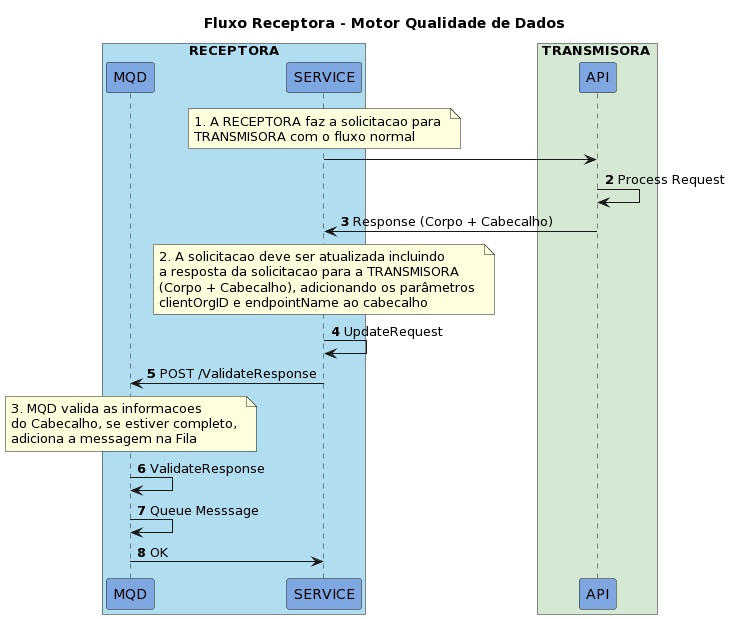 Fluxo Receptora - Motor Qualidade de Dados
RECEPTORA
TRANSMISORA
MQD
SERVICE
API
1. A RECEPTORA faz a solicitacao para
TRANSMISORA com o fluxo normal
2 Process Request
3 Response (Corpo + Cabecalho)
2. A solicitacao deve ser atualizada incluindo
a resposta da solicitacao para a TRANSMISORA
(Corpo + Cabecalho), adicionando os parâmetros
clientOrgID e endpointName ao cabecalho
4 UpdateRequest
5 POST /ValidateResponse
3. MQD valida as informacoes
do Cabecalho, se estiver completo,
adiciona a messagem na Fila
6 ValidateResponse
7 Queue Messsage
8 OK
MQD
SERVICE
API